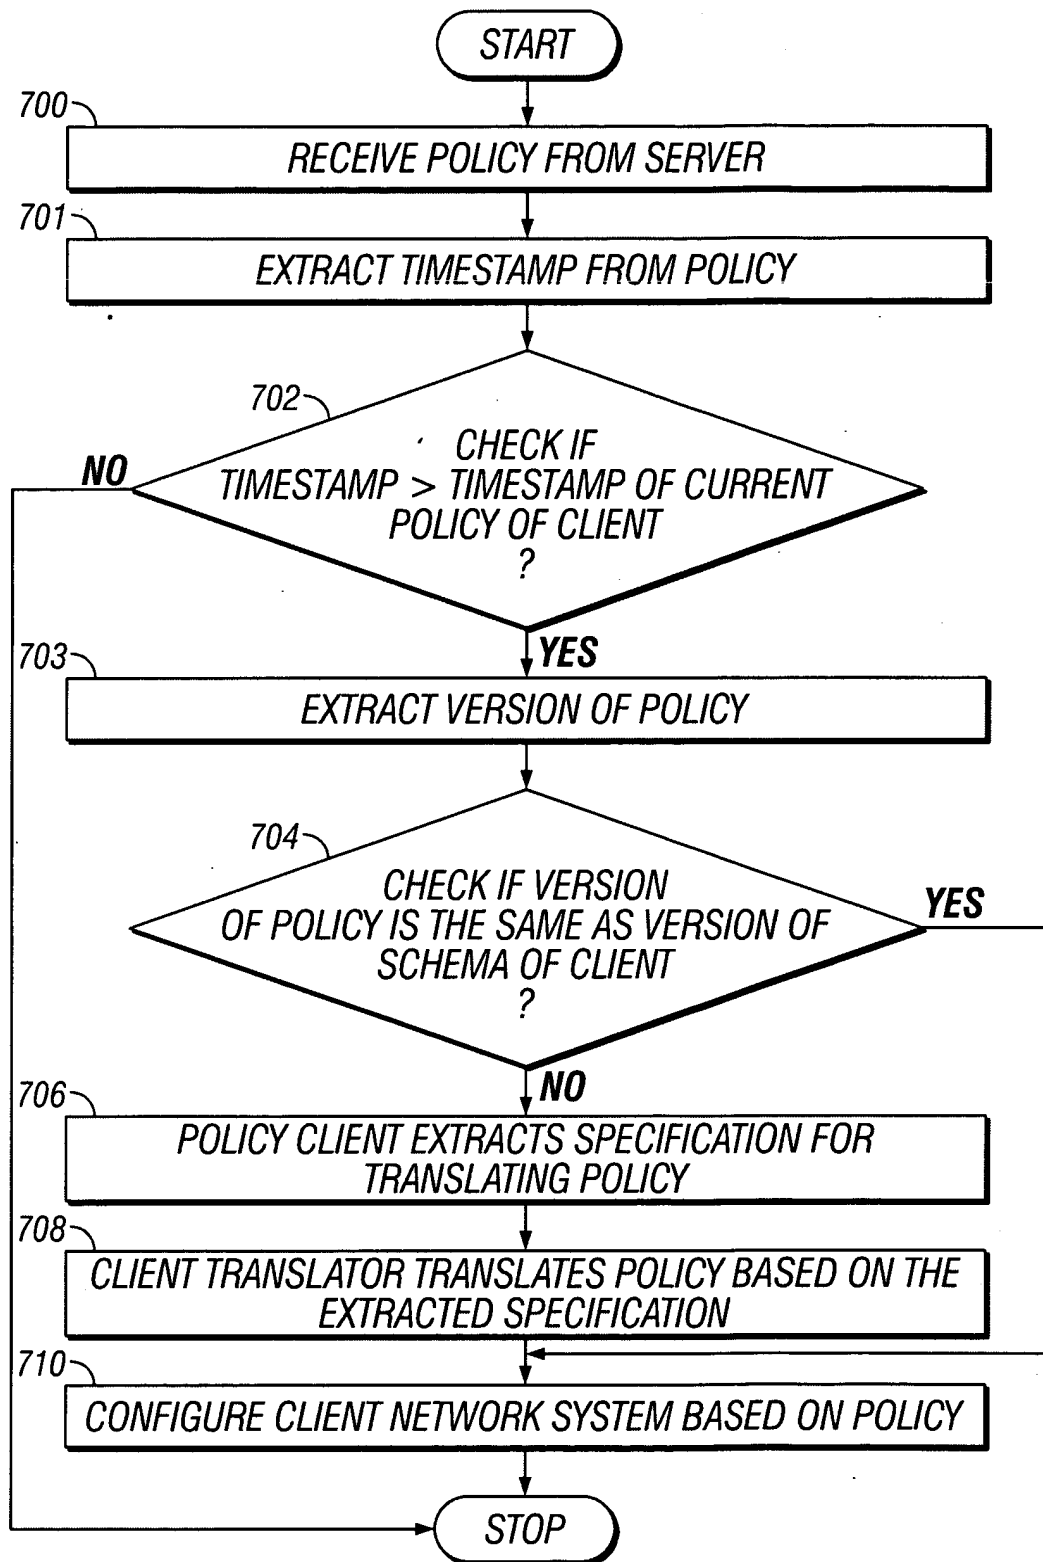 START
700
RECEIVE POLICY FROM SERVER
701
EXTRACT TIMESTAMP FROM POLICY
702
CHECK IF
TIMESTAMP > TIMESTAMP OF CURRENT
POLICY OF CLIENT
?
NO
YES
703
EXTRACT VERSION OF POLICY
704
CHECK IF VERSION
OF POLICY IS THE SAME AS VERSION OF
SCHEMA OF CLIENT
?
YES
NO
706
POLICY CLIENT EXTRACTS SPECIFICATION FOR
TRANSLATING POLICY
708
CLIENT TRANSLATOR TRANSLATES POLICY BASED ON THE
EXTRACTED SPECIFICATION
710
CONFIGURE CLIENT NETWORK SYSTEM BASED ON POLICY
STOP